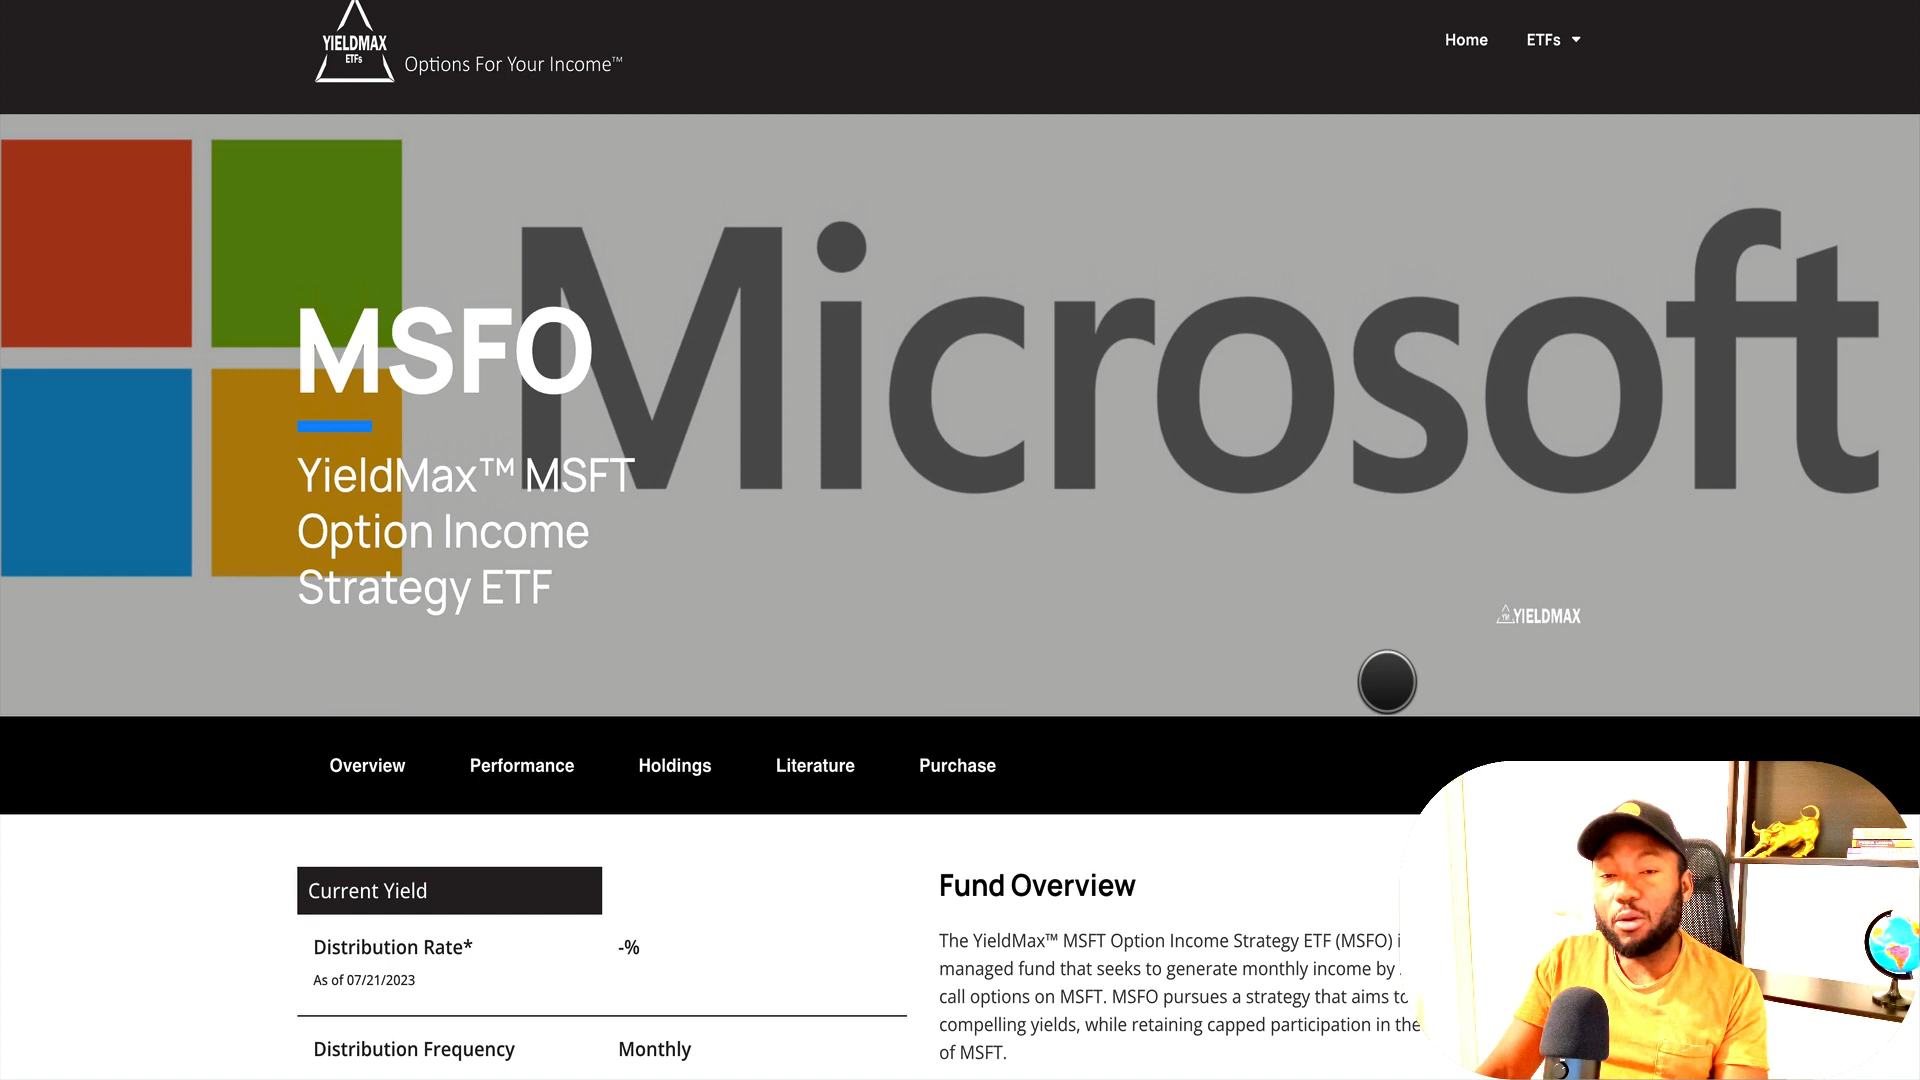 YIELDMAX
ETFs
Options For Your Income™
Home
ETFs
Microsoft
MSFO
YieldMax™ MSFT
Option Income
Strategy ETF
YIELDMAX
Overview
Performance
Holdings
Literature
Purchase
Current Yield
Distribution Rate*
-%
As of 07/21/2023
Distribution Frequency
Monthly
Fund Overview
The YieldMax™ MSFT Option Income Strategy ETF (MSFO)
managed fund that seeks to generate monthly income by
call options on MSFT. MSFO pursues a strategy that aims to
compelling yields, while retaining capped participation in the
of MSFT.